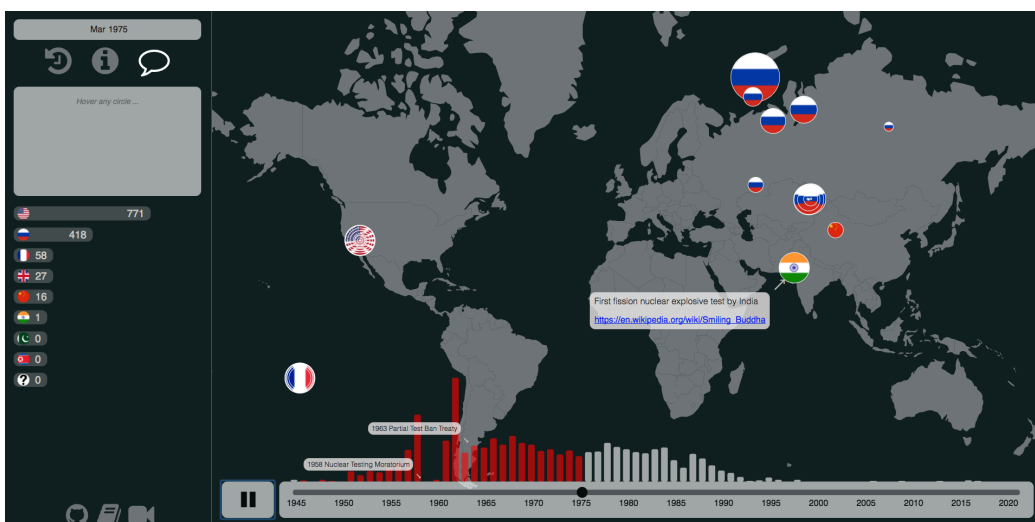 Mar 1975
Hover any circle ...
771
418
58
27
16
1
0
0
? 0
First fission nuclear explosive test by India
https://en.wikipedia.org/wiki/Smiling_Buddha
1963 Partial Test Ban Treaty
1958 Nuclear Testing Moratorium
1945 1950 1955 1960 1965 1970 1975 1980 1985 1990 1995 2000 2005 2010 2015 2020